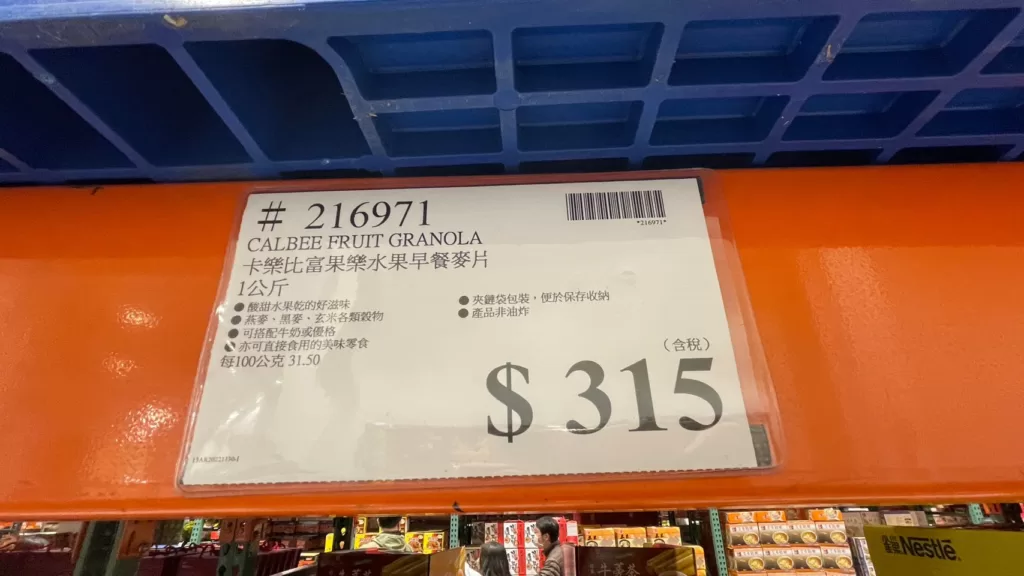 # 216971
*216971*
CALBEE FRUIT GRANOLA
卡樂比富果樂水果早餐麥片
1公斤
● 酸甜水果乾的好滋味
● 燕麥、黑麥、玄米各類穀物
● 可搭配牛奶或優格
● 亦可直接食用的美味零食
每100公克 31.50
● 夾鏈袋包裝，便於保存收納
● 產品非油炸
（含稅）
$ 315
Nestlé
牛蒡茶